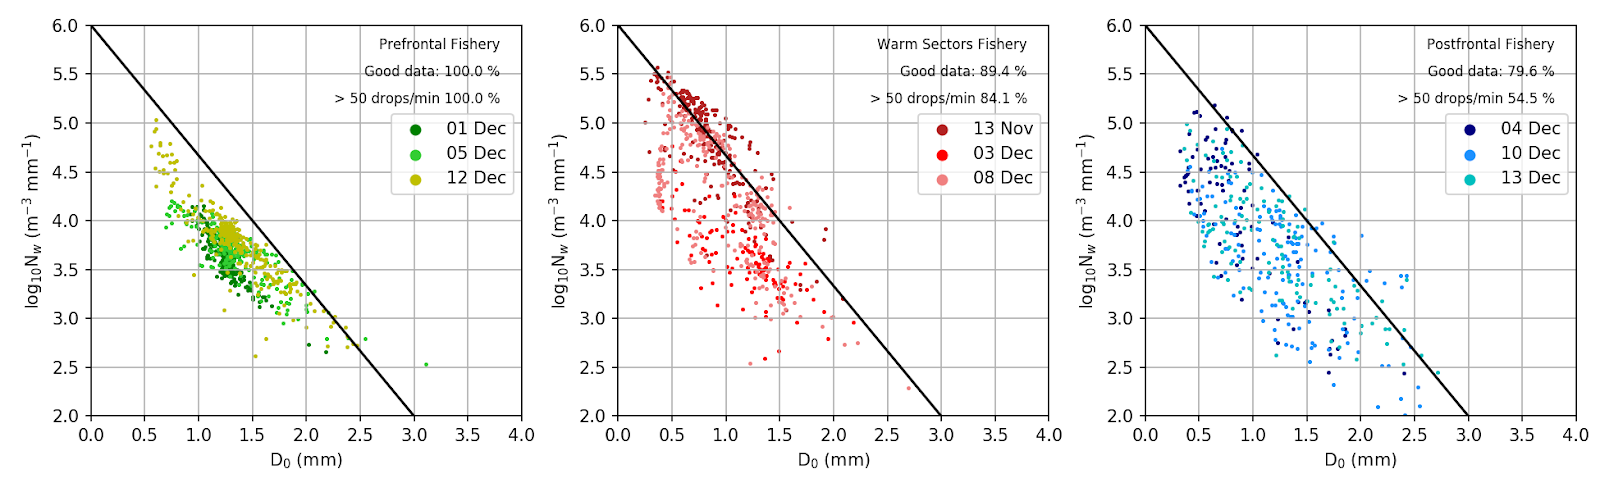 6.0
5.5
5.0
4.5
4.0
3.5
3.0
2.5
2.0
log₁₀N_w (m⁻³ mm⁻¹)
Prefrontal Fishery
Good data: 100.0 %
> 50 drops/min 100.0 %
01 Dec
05 Dec
12 Dec
0.0 0.5 1.0 1.5 2.0 2.5 3.0 3.5 4.0
D₀ (mm)
6.0
5.5
5.0
4.5
4.0
3.5
3.0
2.5
2.0
log₁₀N_w (m⁻³ mm⁻¹)
Warm Sectors Fishery
Good data: 89.4 %
> 50 drops/min 84.1 %
13 Nov
03 Dec
08 Dec
0.0 0.5 1.0 1.5 2.0 2.5 3.0 3.5 4.0
D₀ (mm)
6.0
5.5
5.0
4.5
4.0
3.5
3.0
2.5
2.0
log₁₀N_w (m⁻³ mm⁻¹)
Postfrontal Fishery
Good data: 79.6 %
> 50 drops/min 54.5 %
04 Dec
10 Dec
13 Dec
0.0 0.5 1.0 1.5 2.0 2.5 3.0 3.5 4.0
D₀ (mm)